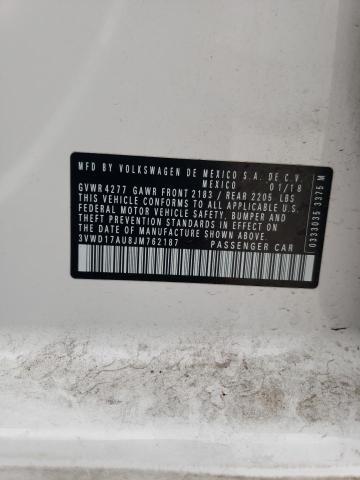 MFD BY VOLKSWAGEN DE MEXICO S.A. DE C.V.
MEXICO 01/18
GVWR 4277 GAWR FRONT 2183 / REAR 2205 LBS
THIS VEHICLE CONFORMS TO ALL APPLICABLE U.S.
FEDERAL MOTOR VEHICLE SAFETY, BUMPER AND
THEFT PREVENTION STANDARDS IN EFFECT ON THE
DATE OF MANUFACTURE SHOWN ABOVE.
3VWD17AU8JM762187 PASSENGER CAR
0333035 3375 M